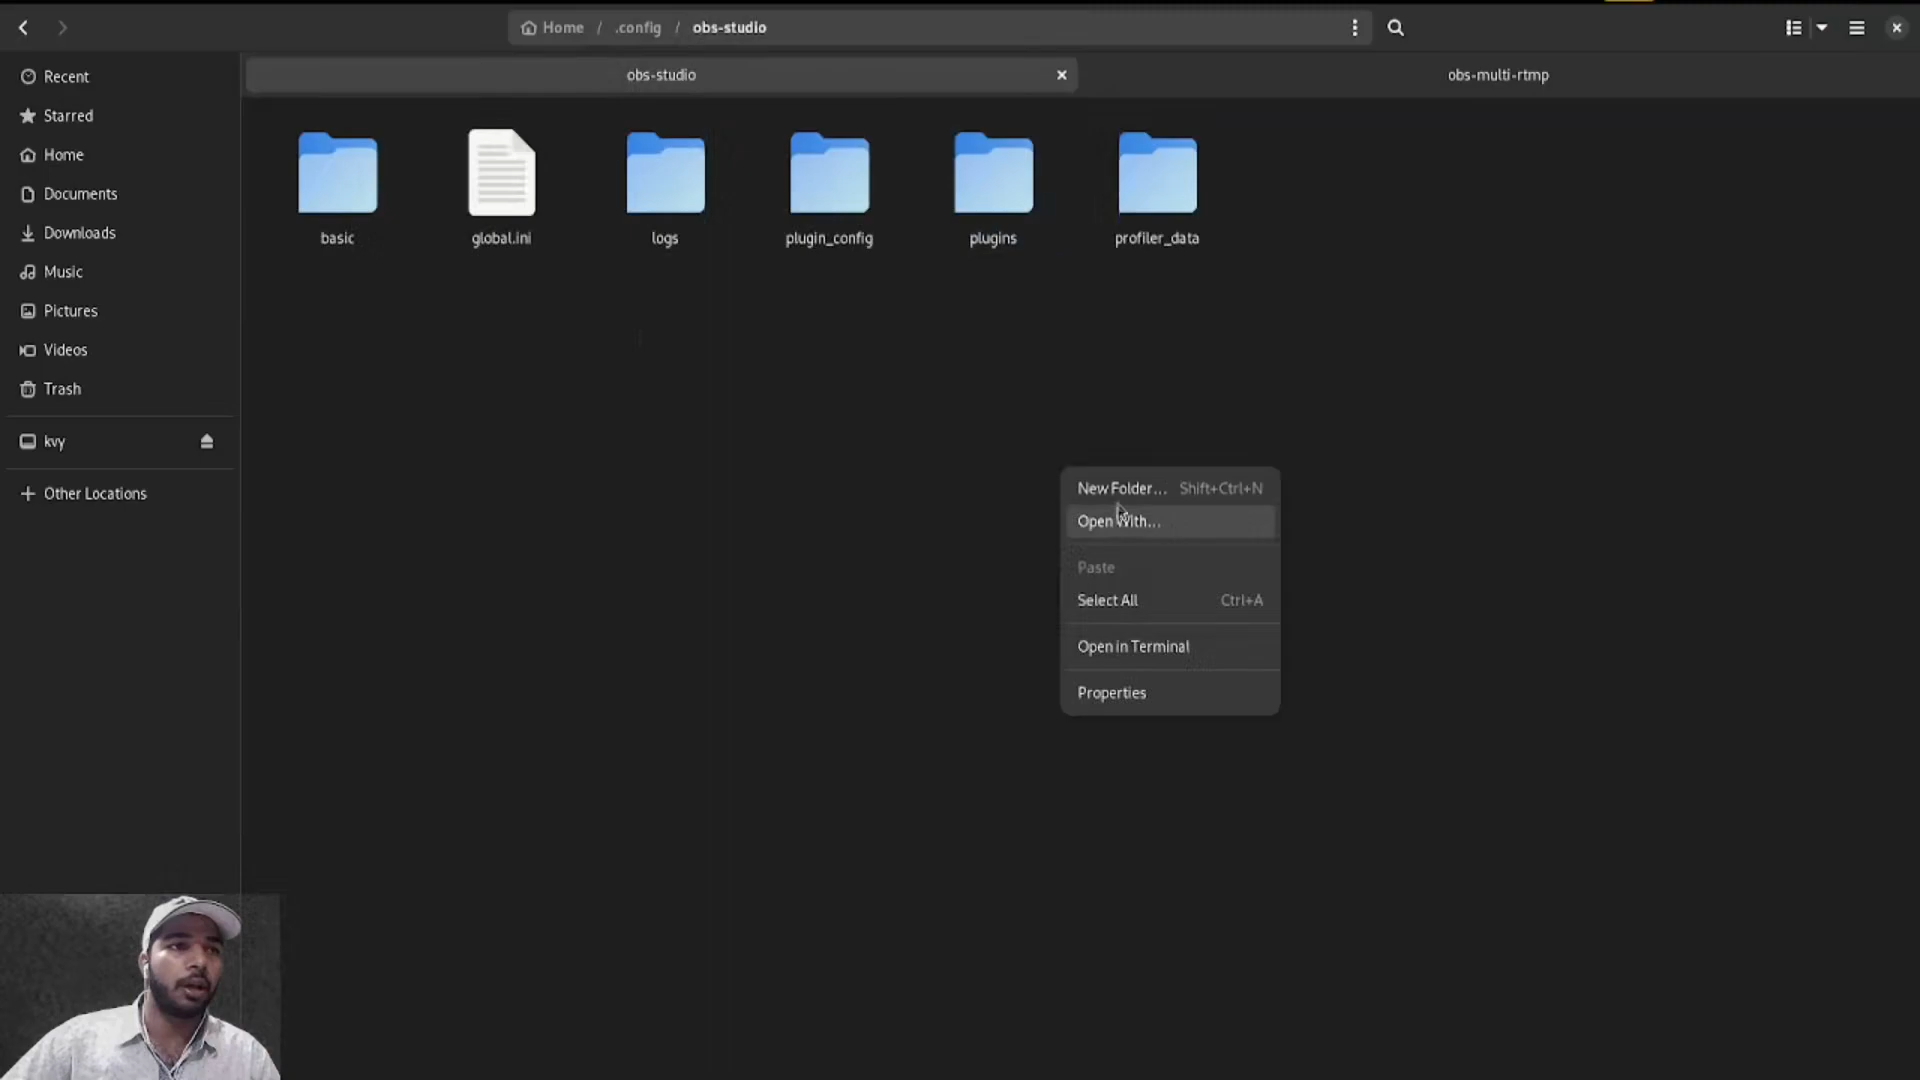 Home / .config / obs-studio
Recent
Starred
Home
Documents
Downloads
Music
Pictures
Videos
Trash
kvy
Other Locations
obs-studio
obs-multi-rtmp
basic
global.ini
logs
plugin_config
plugins
profiler_data
New Folder... Shift+Ctrl+N
Open With...
Paste
Select All Ctrl+A
Open in Terminal
Properties